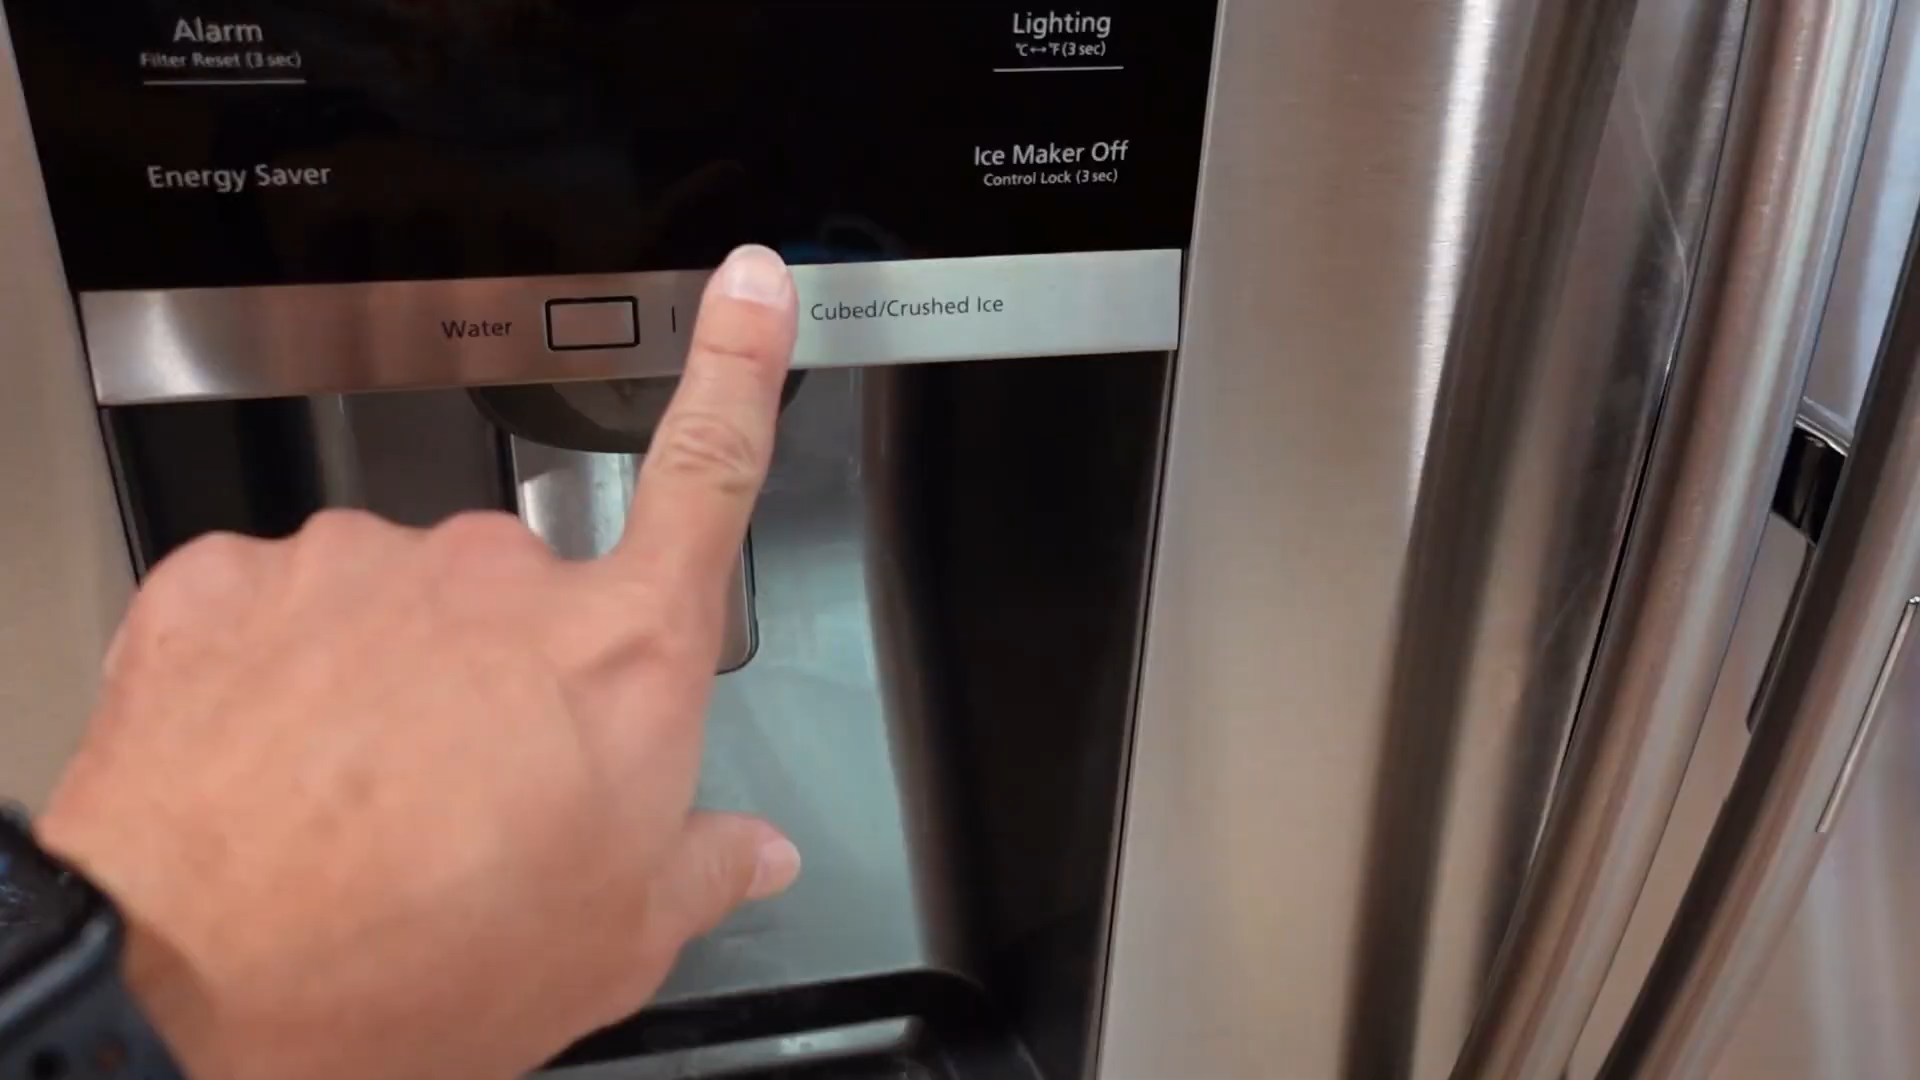 Alarm
Filter Reset (3 sec)
Lighting
°C↔°F(3 sec)
Energy Saver
Ice Maker Off
Control Lock (3 sec)
Water
Cubed/Crushed Ice